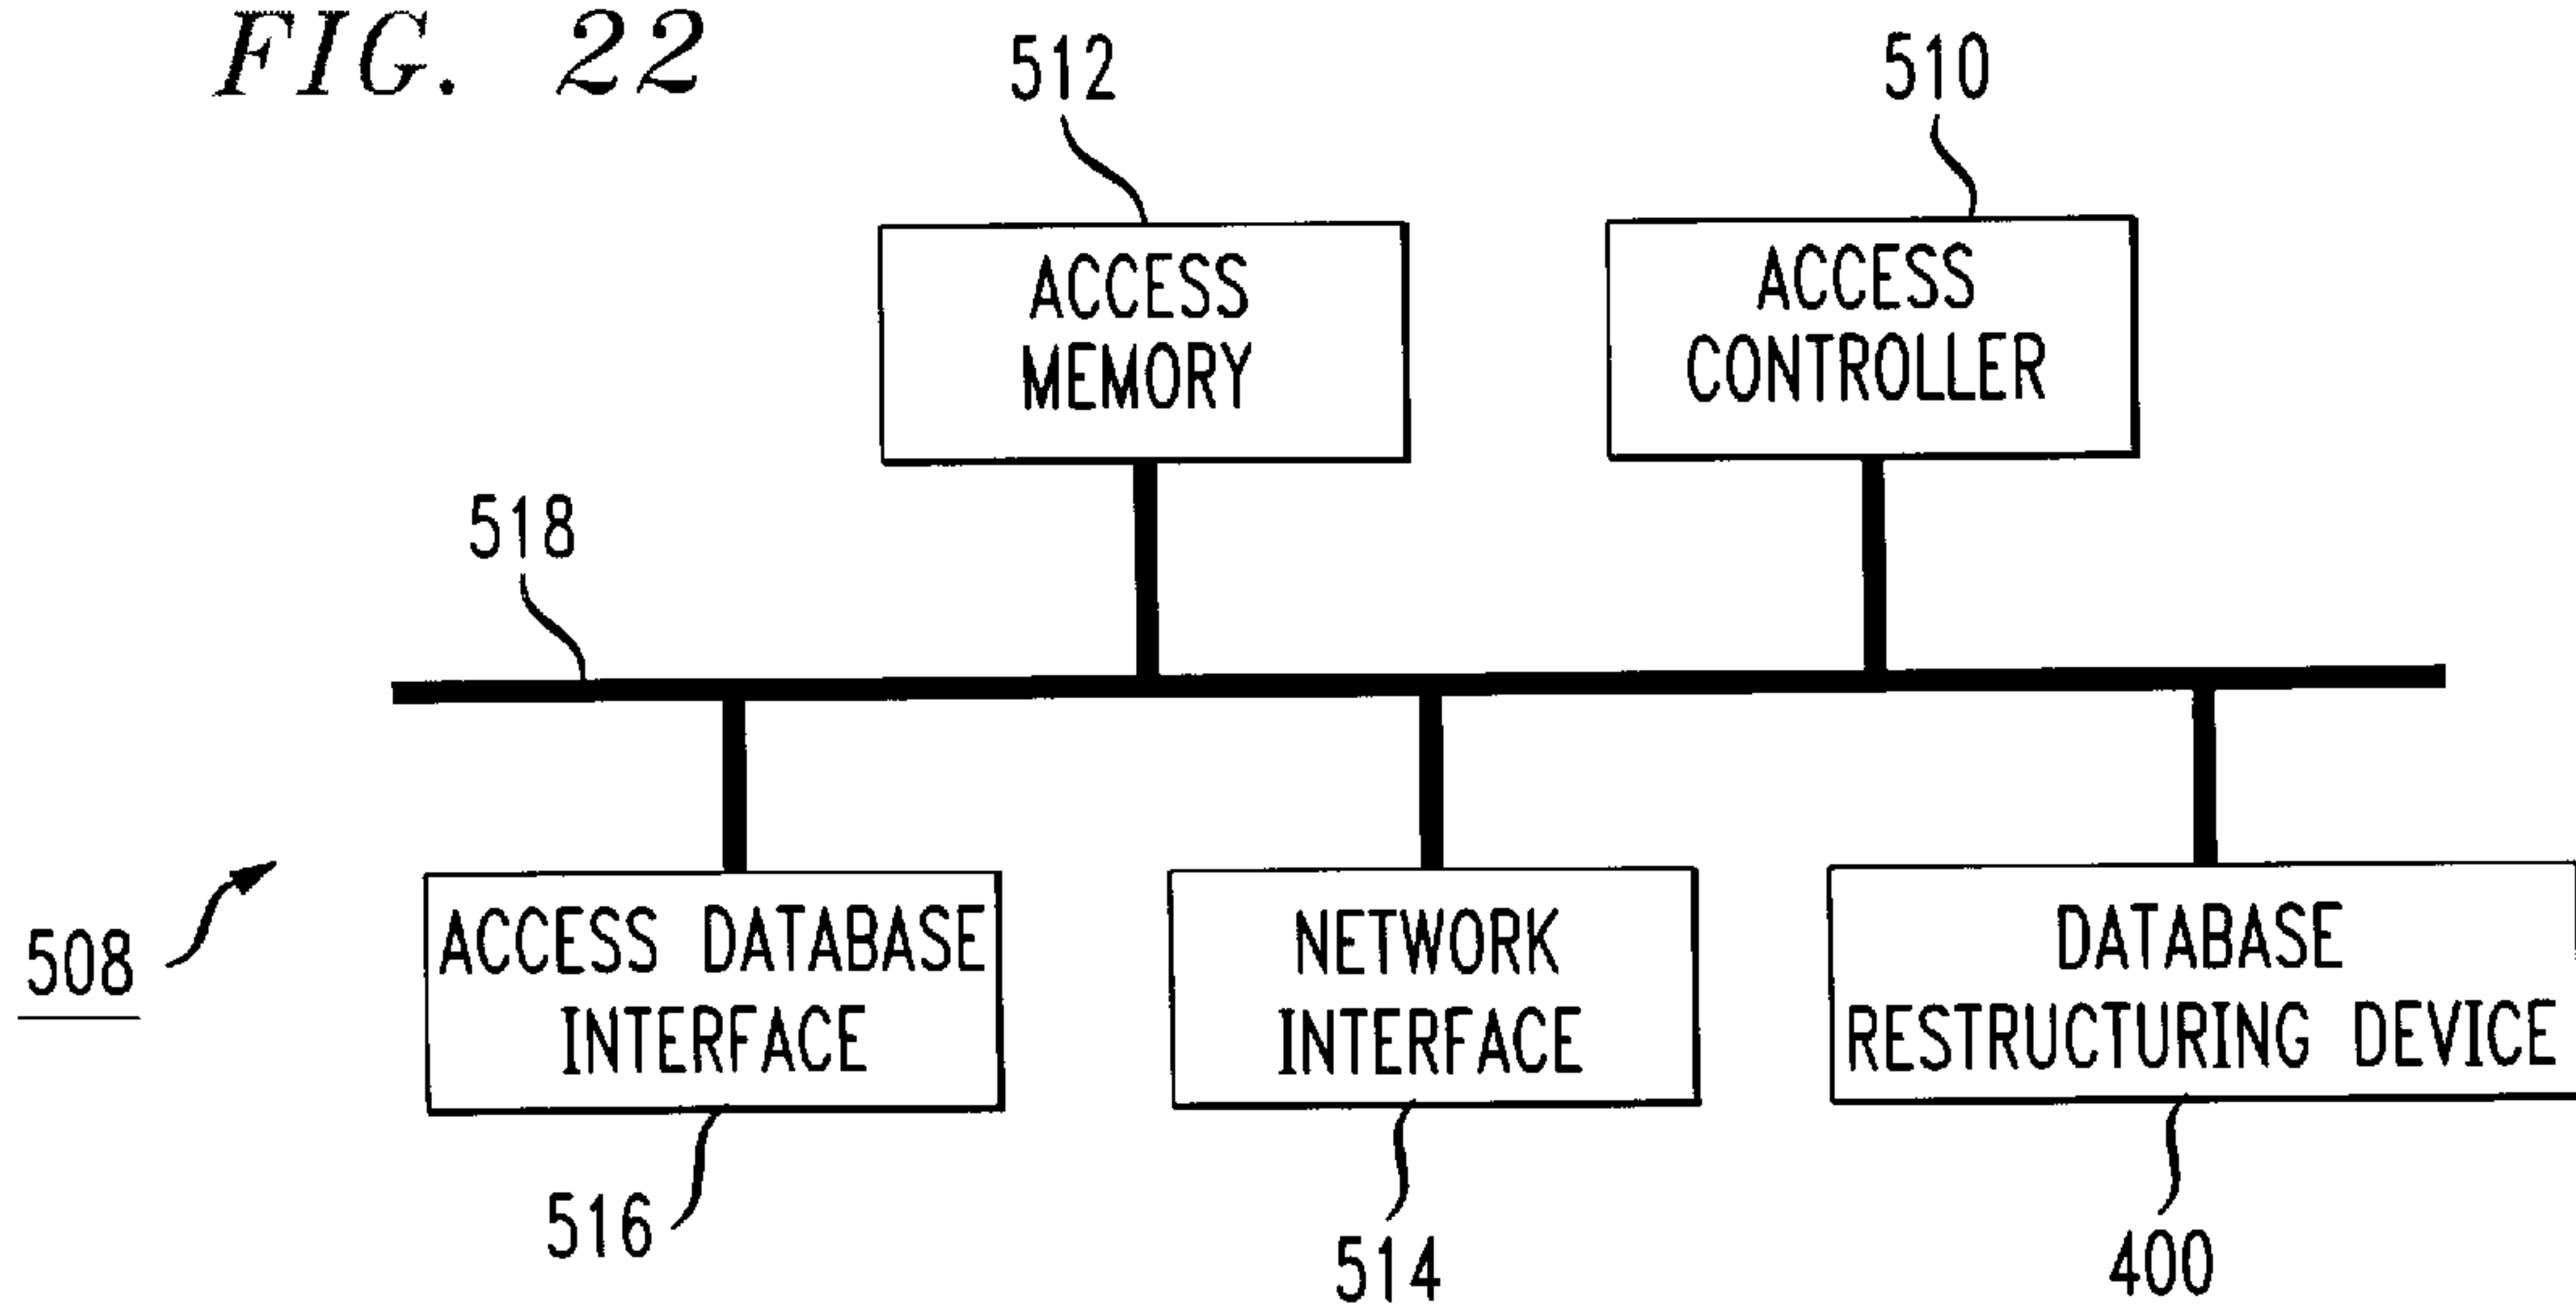 FIG. 22
512
510
ACCESS
MEMORY
ACCESS
CONTROLLER
518
508
ACCESS DATABASE
INTERFACE
NETWORK
INTERFACE
DATABASE
RESTRUCTURING DEVICE
516
514
400